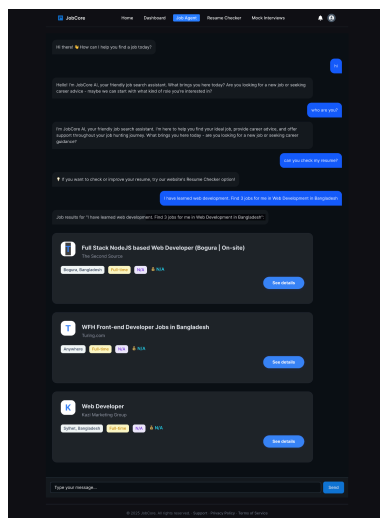 JobCore
Home Dashboard Job Agent Resume Checker Mock Interviews
Hi there! 👋 How can I help you find a job today?
Hi
Hello! I'm JobCore AI, your friendly job search assistant. What brings you here today? Are you looking for a new job or seeking
career advice - maybe we can start with what kind of role you're interested in?
who are you?
I'm JobCore AI, your friendly job search assistant. I'm here to help you find your ideal job, provide career advice, and offer
support throughout your job hunting journey. What brings you here today - are you looking for a new job or seeking career
guidance?
can you check my resume?
💡 If you want to check or improve your resume, try our website's Resume Checker option!
I have learned web development. Find 3 jobs for me in Web Development in Bangladesh
Job results for "I have learned web development. Find 3 jobs for me in Web Development in Bangladesh":
Full Stack NodeJS based Web Developer (Bogura | On-site)
The Second Source
Bogura, Bangladesh Full-time N/A 💰 N/A
See details
T
WFH Front-end Developer Jobs in Bangladesh
Turing.com
Anywhere Full-time N/A 💰 N/A
See details
K
Web Developer
Kazi Marketing Group
Sylhet, Bangladesh Full-time N/A 💰 N/A
See details
Type your message...
Send
© 2025 JobCore. All rights reserved. · Support · Privacy Policy · Terms of Service